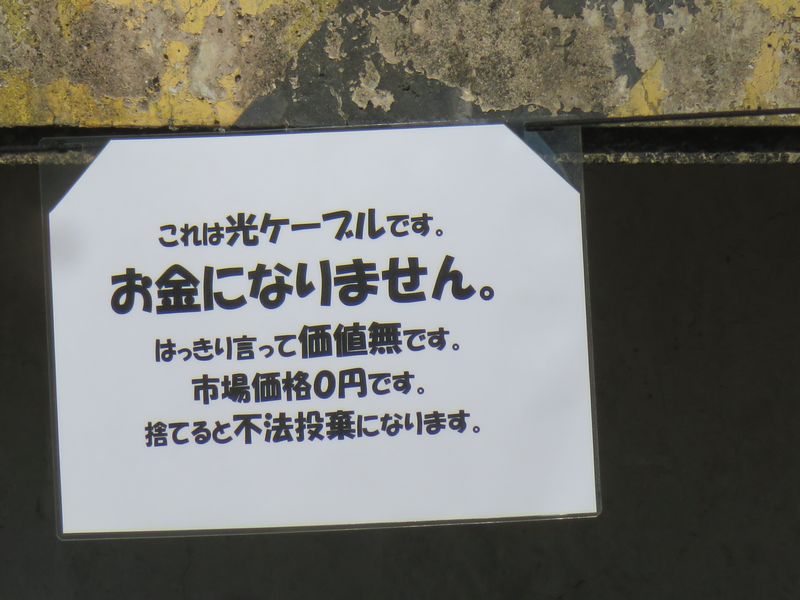 これは光ケーブルです。
お金になりません。
はっきり言って価値無です。
市場価格0円です。
捨てると不法投棄になります。